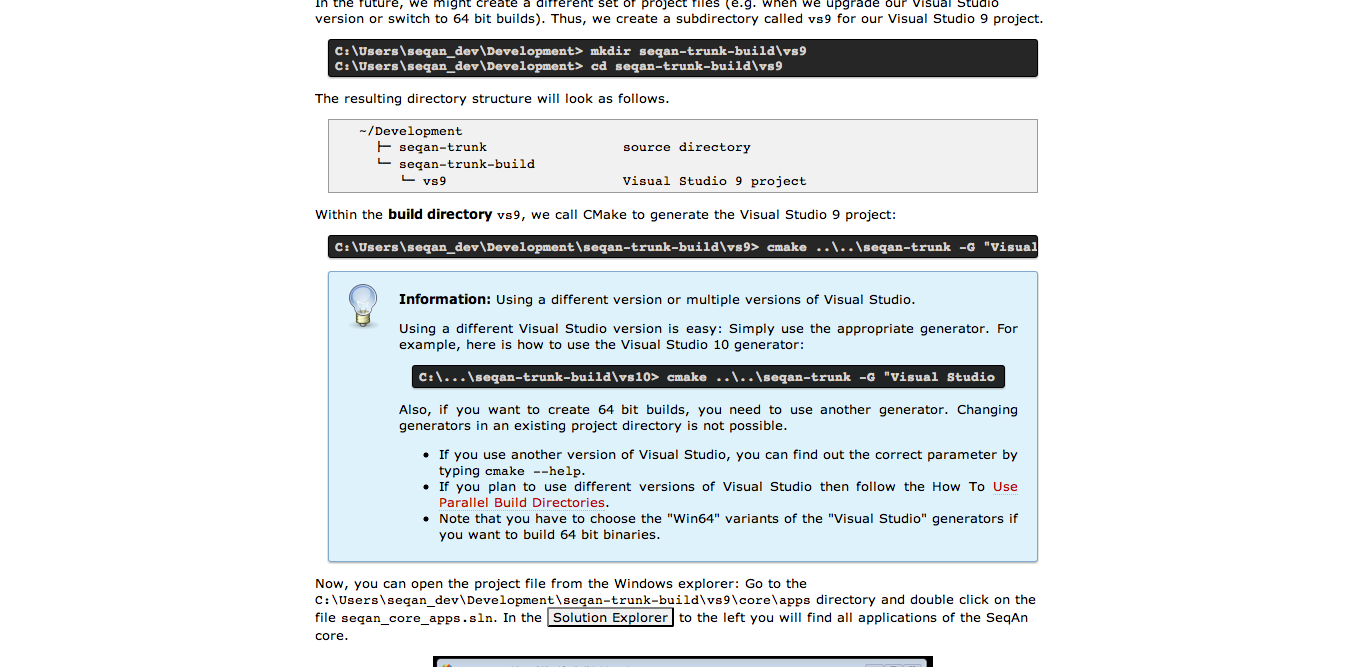 In the future, we might create a different set of project files (e.g. when we upgrade our Visual Studio
version or switch to 64 bit builds). Thus, we create a subdirectory called vs9 for our Visual Studio 9 project.
C:\Users\seqan_dev\Development> mkdir seqan-trunk-build\vs9
C:\Users\seqan_dev\Development> cd seqan-trunk-build\vs9
The resulting directory structure will look as follows.
~/Development
├─ seqan-trunk source directory
└─ seqan-trunk-build
└─ vs9 Visual Studio 9 project
Within the build directory vs9, we call CMake to generate the Visual Studio 9 project:
C:\Users\seqan_dev\Development\seqan-trunk-build\vs9> cmake ..\..\seqan-trunk -G "Visual
Information: Using a different version or multiple versions of Visual Studio.
Using a different Visual Studio version is easy: Simply use the appropriate generator. For
example, here is how to use the Visual Studio 10 generator:
C:\...\seqan-trunk-build\vs10> cmake ..\..\seqan-trunk -G "Visual Studio
Also, if you want to create 64 bit builds, you need to use another generator. Changing
generators in an existing project directory is not possible.
• If you use another version of Visual Studio, you can find out the correct parameter by
typing cmake --help.
• If you plan to use different versions of Visual Studio then follow the How To Use
Parallel Build Directories.
• Note that you have to choose the "Win64" variants of the "Visual Studio" generators if
you want to build 64 bit binaries.
Now, you can open the project file from the Windows explorer: Go to the
C:\Users\seqan_dev\Development\seqan-trunk-build\vs9\core\apps directory and double click on the
file seqan_core_apps.sln. In the Solution Explorer to the left you will find all applications of the SeqAn
core.